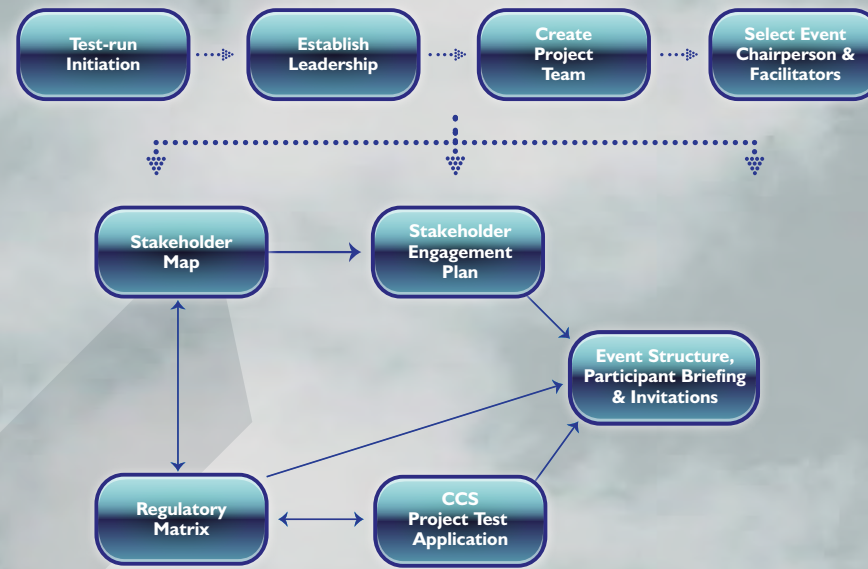 Test-run
Initiation
Establish
Leadership
Create
Project
Team
Select Event
Chairperson &
Facilitators
Stakeholder
Map
Stakeholder
Engagement
Plan
Event Structure,
Participant Briefing
& Invitations
Regulatory
Matrix
CCS
Project Test
Application